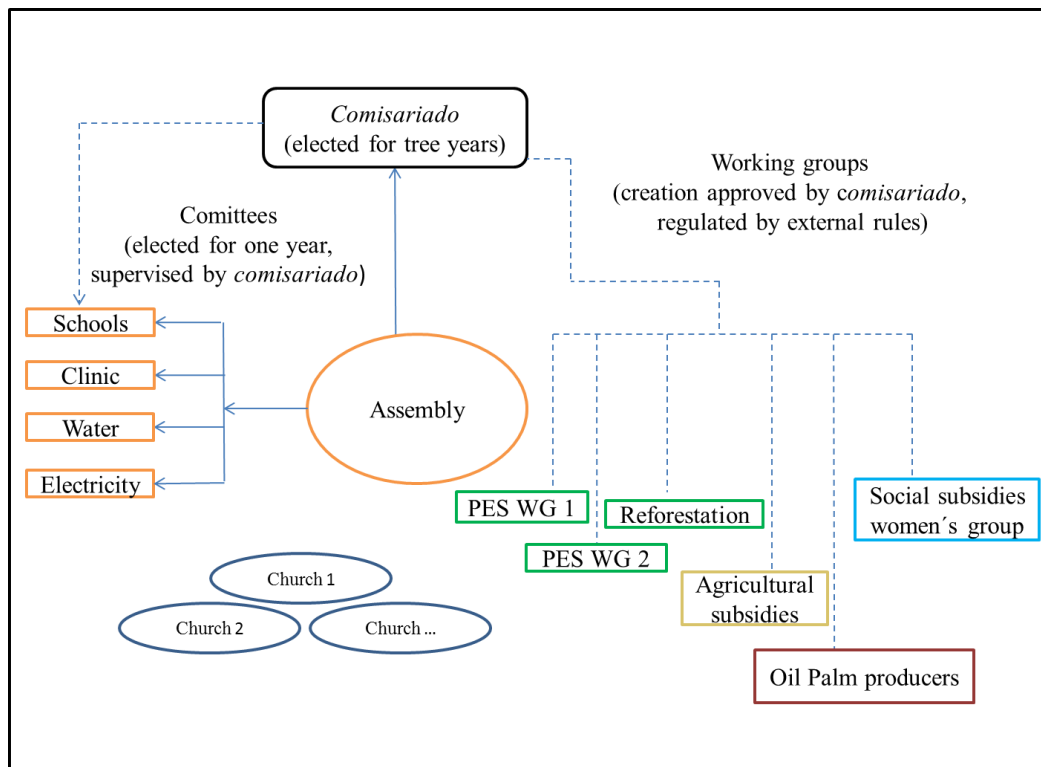 Comisariado
(elected for tree years)
Working groups
(creation approved by comisariado,
regulated by external rules)
Comittees
(elected for one year,
supervised by comisariado)
Schools
Clinic
Water
Electricity
Assembly
PES WG 1
PES WG 2
Reforestation
Agricultural
subsidies
Social subsidies
women´s group
Oil Palm producers
Church 1
Church 2
Church ...